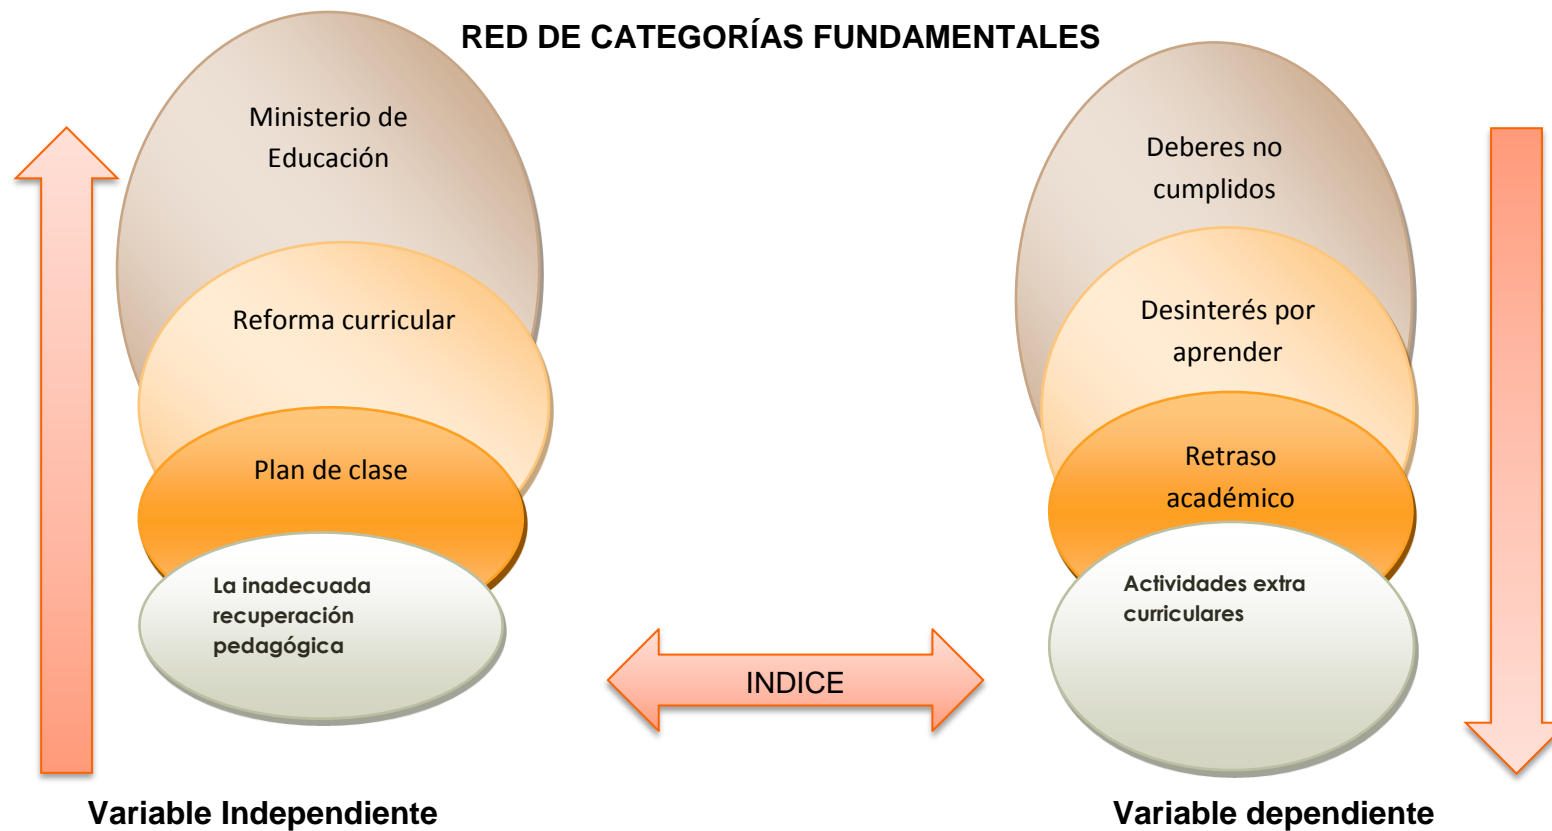 RED DE CATEGORÍAS FUNDAMENTALES
Ministerio de
Educación
Reforma curricular
Plan de clase
La inadecuada
recuperación
pedagógica
Deberes no
cumplidos
Desinterés por
aprender
Retraso
académico
Actividades extra
curriculares
INDICE
Variable Independiente
Variable dependiente